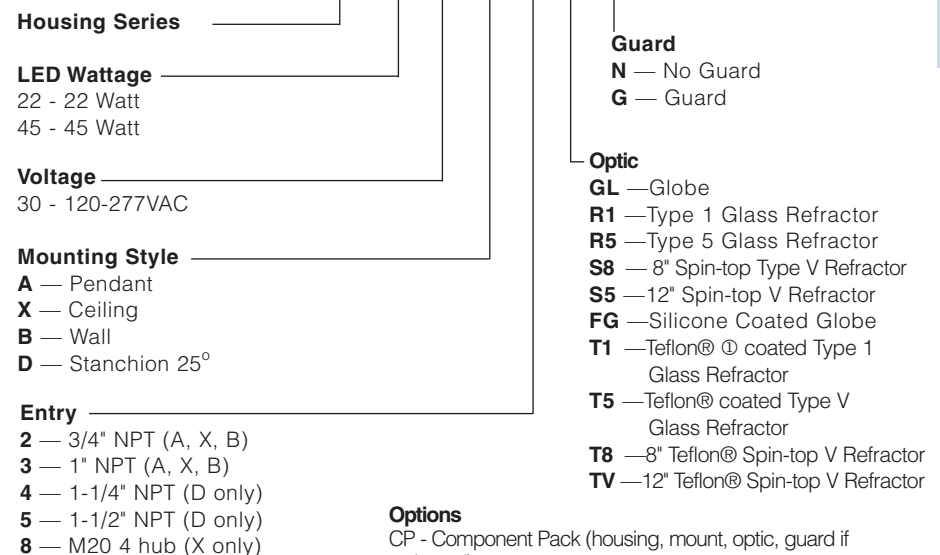 Housing Series
LED Wattage
22 - 22 Watt
45 - 45 Watt
Voltage
30 - 120-277VAC
Mounting Style
A — Pendant
X — Ceiling
B — Wall
D — Stanchion 25°
Entry
2 — 3/4" NPT (A, X, B)
3 — 1" NPT (A, X, B)
4 — 1-1/4" NPT (D only)
5 — 1-1/2" NPT (D only)
8 — M20 4 hub (X only)
Guard
N — No Guard
G — Guard
Optic
GL —Globe
R1 —Type 1 Glass Refractor
R5 —Type 5 Glass Refractor
S8 — 8" Spin-top Type V Refractor
S5 —12" Spin-top V Refractor
FG —Silicone Coated Globe
T1 —Teflon® ① coated Type 1
Glass Refractor
T5 —Teflon® coated Type V
Glass Refractor
T8 —8" Teflon® Spin-top V Refractor
TV —12" Teflon® Spin-top V Refractor
Options
CP - Component Pack (housing, mount, optic, guard if